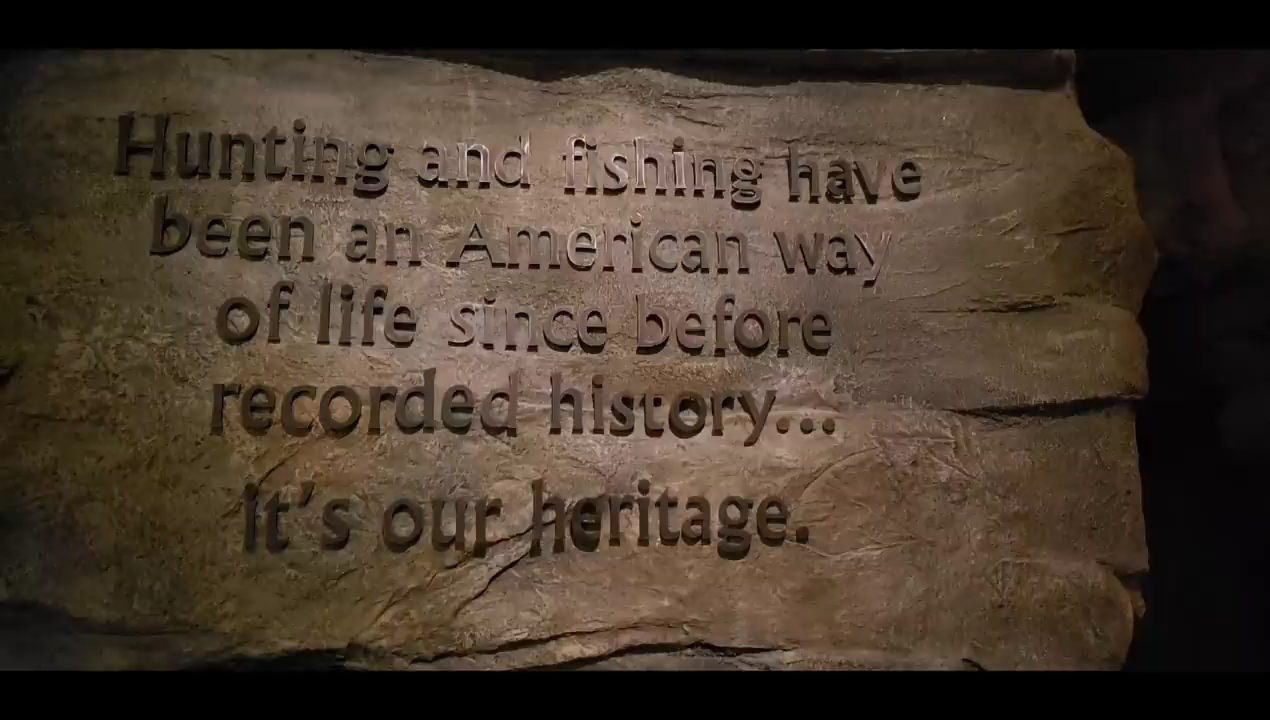 Hunting and fishing have
been an American way
of life since before
recorded history...
it's our heritage.